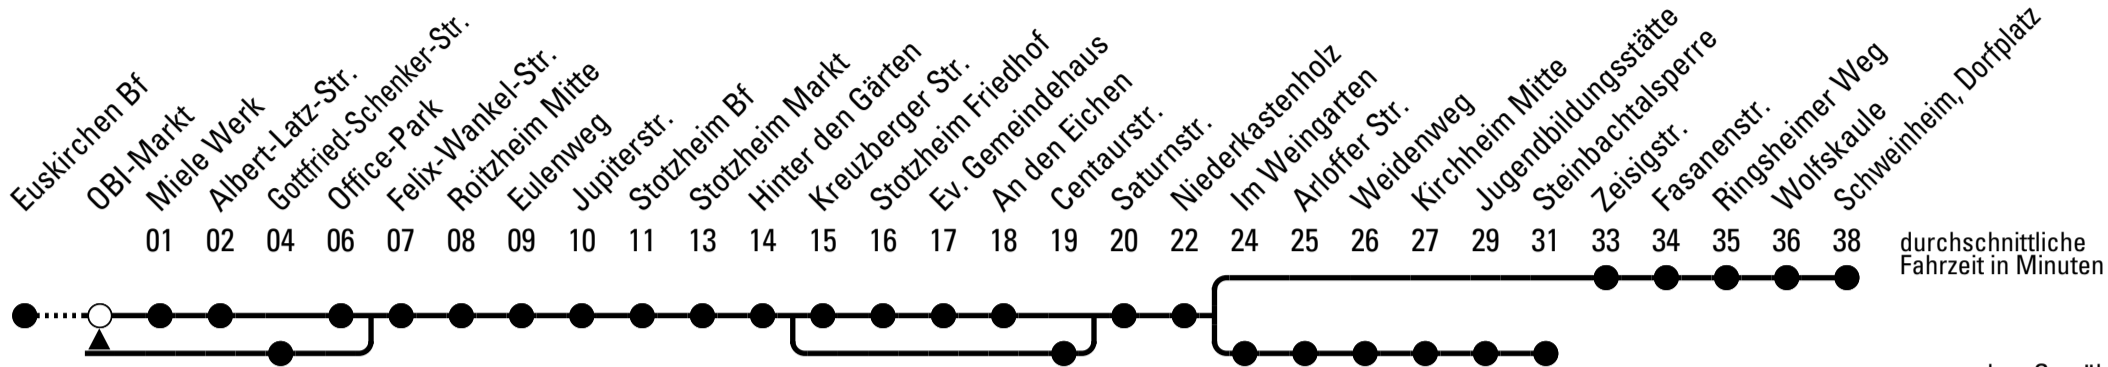 Euskirchen Bf
OBI-Markt
Miele Werk
Albert-Latz-Str.
Gottfried-Schenker-Str.
Office-Park
Felix-Wankel-Str.
Roitzheim Mitte
Eulenweg
Jupiterstr.
Stotzheim Bf
Stotzheim Markt
Hinter den Gärten
Kreuzberger Str.
Stotzheim Friedhof
Ev. Gemeindehaus
An den Eichen
Centaurstr.
Saturnstr.
Niederkastenholz
Im Weingarten
Arloffer Str.
Weidenweg
Kirchheim Mitte
Jugendbildungsstätte
Steinbachtalsperre
Zeisigstr.
Fasanenstr.
Ringsheimer Weg
Wolfskaule
Schweinheim, Dorfplatz
01 02 04 06 07 08 09 10 11 13 14 15 16 17 18 19 20 22 24 25 26 27 29 31 33 34 35 36 38
durchschnittliche
Fahrzeit in Minuten